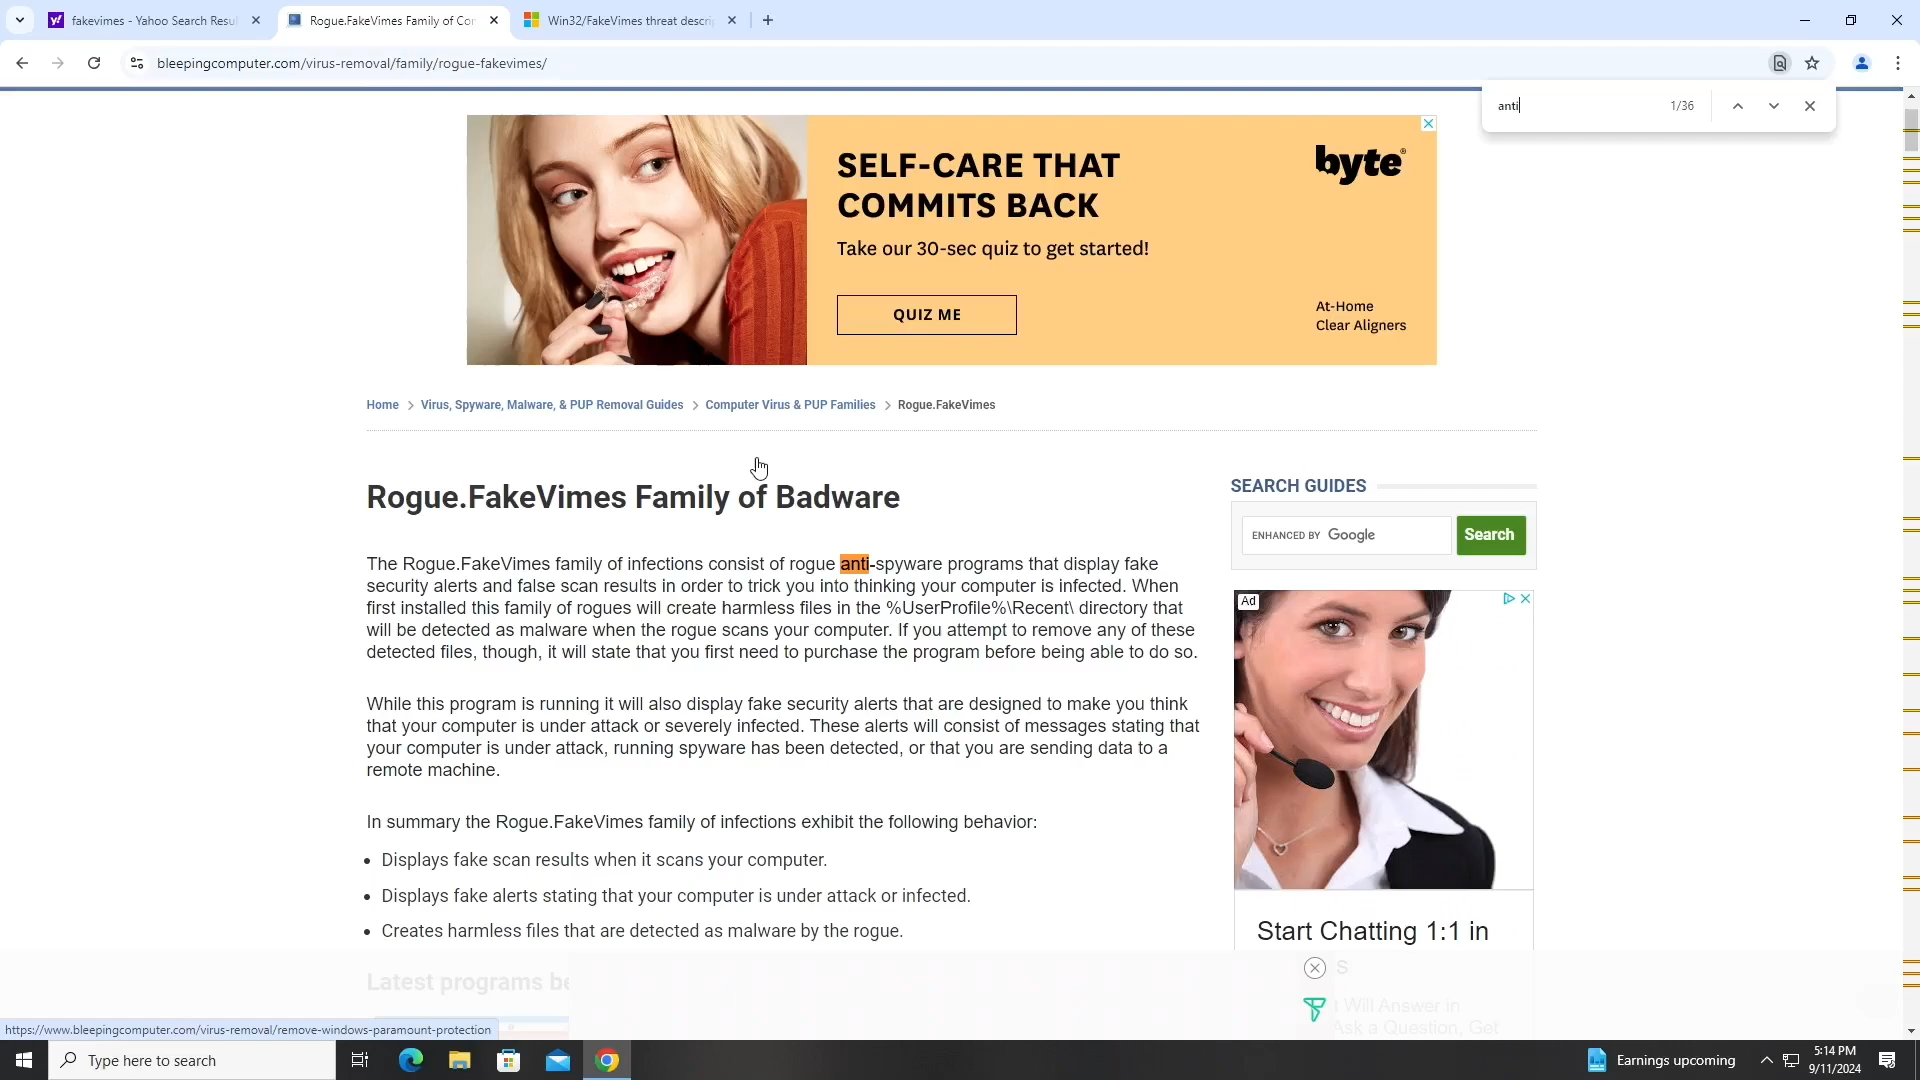 fakevimes - Yahoo Search Resul
Rogue.FakeVimes Family of Cor
Win32/FakeVimes threat descri
bleepingcomputer.com/virus-removal/family/rogue-fakevimes/
anti 1/36
SELF-CARE THAT
COMMITS BACK
Take our 30-sec quiz to get started!
QUIZ ME
byte®
At-Home
Clear Aligners
Home > Virus, Spyware, Malware, & PUP Removal Guides > Computer Virus & PUP Families > Rogue.FakeVimes
Rogue.FakeVimes Family of Badware
The Rogue.FakeVimes family of infections consist of rogue anti-spyware programs that display fake
security alerts and false scan results in order to trick you into thinking your computer is infected. When
first installed this family of rogues will create harmless files in the %UserProfile%\Recent\ directory that
will be detected as malware when the rogue scans your computer. If you attempt to remove any of these
detected files, though, it will state that you first need to purchase the program before being able to do so.
While this program is running it will also display fake security alerts that are designed to make you think
that your computer is under attack or severely infected. These alerts will consist of messages stating that
your computer is under attack, running spyware has been detected, or that you are sending data to a
remote machine.
In summary the Rogue.FakeVimes family of infections exhibit the following behavior:
• Displays fake scan results when it scans your computer.
• Displays fake alerts stating that your computer is under attack or infected.
• Creates harmless files that are detected as malware by the rogue.
Latest programs be
SEARCH GUIDES
ENHANCED BY Google
Search
Ad
Start Chatting 1:1 in
s
t Will Answer in
Ask a Question, Get
https://www.bleepingcomputer.com/virus-removal/remove-windows-paramount-protection
Type here to search
Earnings upcoming
5:14 PM
9/11/2024